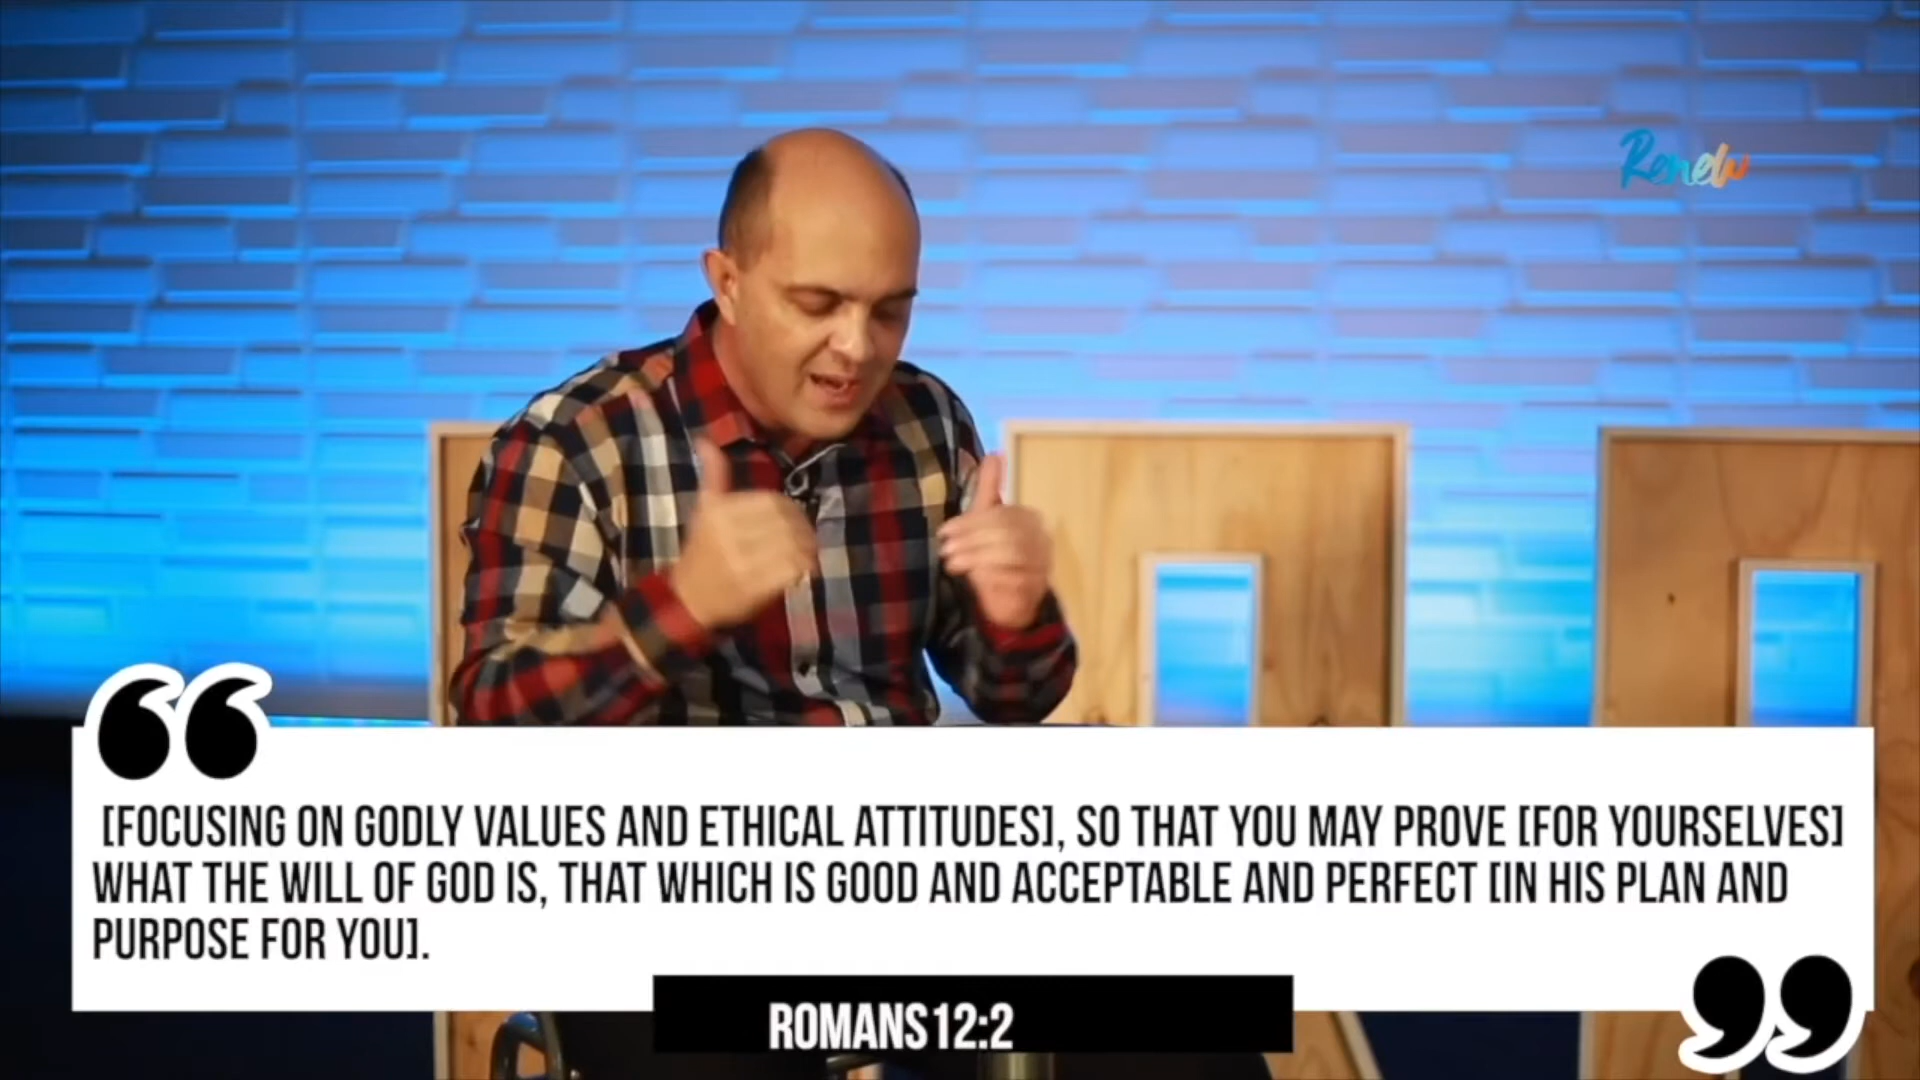 Renew
[FOCUSING ON GODLY VALUES AND ETHICAL ATTITUDES], SO THAT YOU MAY PROVE [FOR YOURSELVES]
WHAT THE WILL OF GOD IS, THAT WHICH IS GOOD AND ACCEPTABLE AND PERFECT [IN HIS PLAN AND
PURPOSE FOR YOU].
ROMANS 12:2